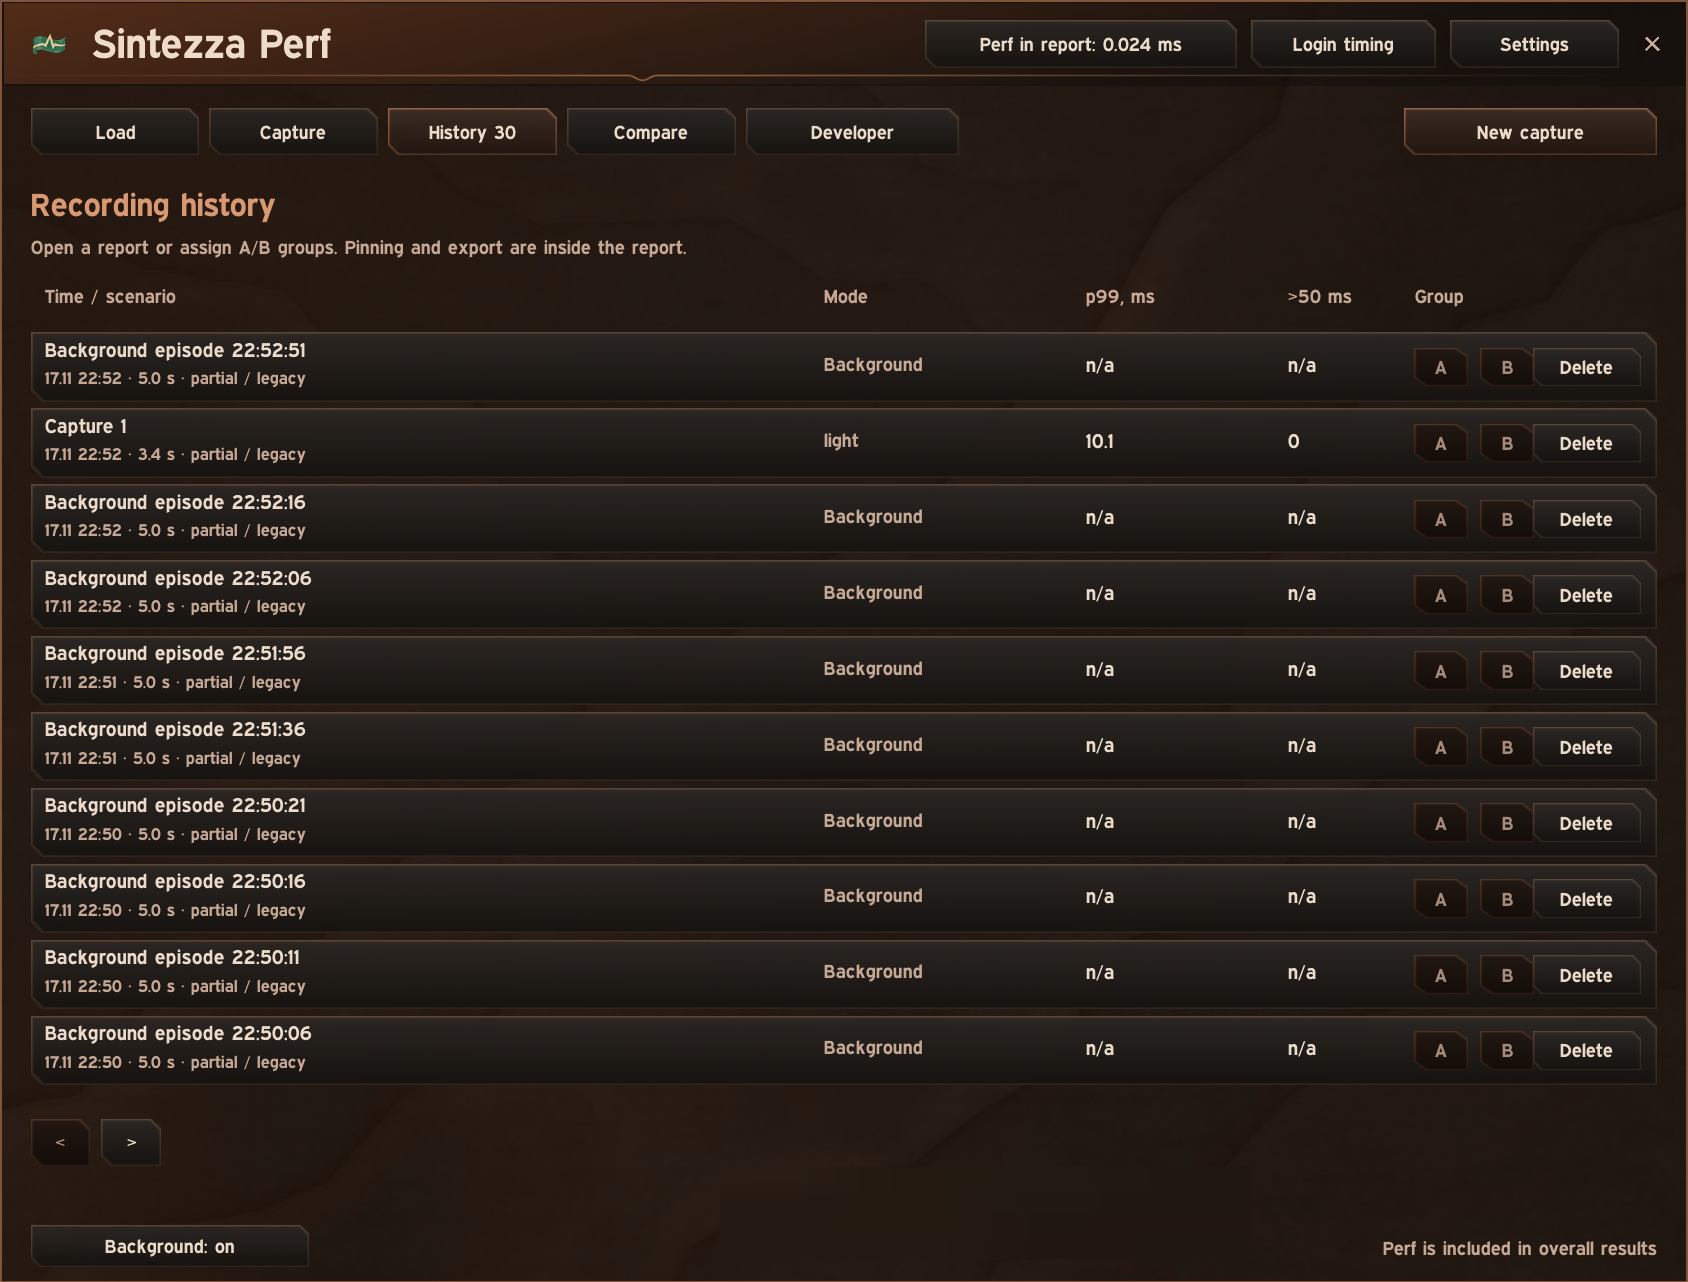 Sintezza Perf
Perf in report: 0.024 ms
Login timing
Settings
×
Load
Capture
History 30
Compare
Developer
New capture
Recording history
Open a report or assign A/B groups. Pinning and export are inside the report.
Time / scenario Mode p99, ms >50 ms Group
Background episode 22:52:51
17.11 22:52 · 5.0 s · partial / legacy
Background n/a n/a A B Delete
Capture 1
17.11 22:52 · 3.4 s · partial / legacy
light 10.1 0 A B Delete
Background episode 22:52:16
17.11 22:52 · 5.0 s · partial / legacy
Background n/a n/a A B Delete
Background episode 22:52:06
17.11 22:52 · 5.0 s · partial / legacy
Background n/a n/a A B Delete
Background episode 22:51:56
17.11 22:51 · 5.0 s · partial / legacy
Background n/a n/a A B Delete
Background episode 22:51:36
17.11 22:51 · 5.0 s · partial / legacy
Background n/a n/a A B Delete
Background episode 22:50:21
17.11 22:50 · 5.0 s · partial / legacy
Background n/a n/a A B Delete
Background episode 22:50:16
17.11 22:50 · 5.0 s · partial / legacy
Background n/a n/a A B Delete
Background episode 22:50:11
17.11 22:50 · 5.0 s · partial / legacy
Background n/a n/a A B Delete
Background episode 22:50:06
17.11 22:50 · 5.0 s · partial / legacy
Background n/a n/a A B Delete
< >
Background: on
Perf is included in overall results